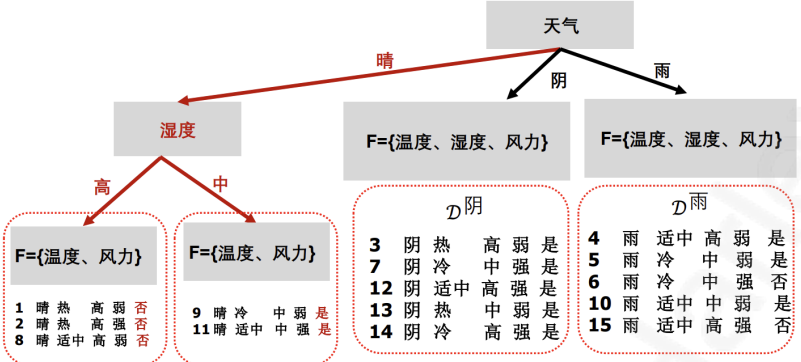 天气
晴
阴
雨
湿度
F={温度、湿度、风力}
F={温度、湿度、风力}
高
中
F={温度、风力}
F={温度、风力}
1 晴 热 高 弱 否
2 晴 热 高 强 否
8 晴 适中 高 弱 否
9 晴 冷 中 弱 是
11 晴 适中 中 强 是
D阴
3 阴 热 高 弱 是
7 阴 冷 中 强 是
12 阴 适中 高 强 是
13 阴 热 中 弱 是
14 阴 冷 高 强 是
D雨
4 雨 适中 高 弱 是
5 雨 冷 中 弱 是
6 雨 冷 中 强 否
10 雨 适中 中 弱 是
15 雨 适中 高 强 否